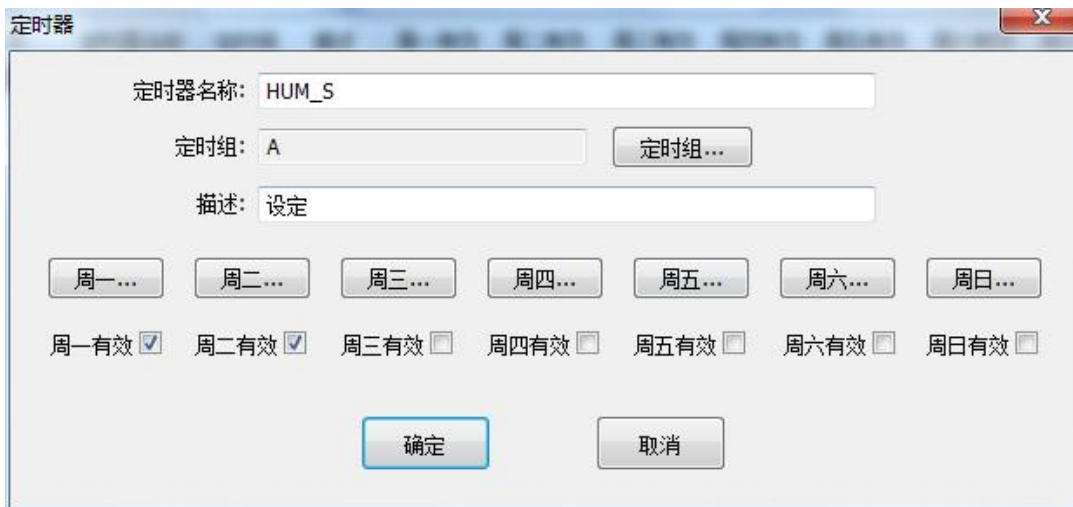 定时器
定时器名称: HUM_S
定时组: A 定时组...
描述: 设定
周一... 周二... 周三... 周四... 周五... 周六... 周日...
周一有效 周二有效 周三有效 周四有效 周五有效 周六有效 周日有效
确定 取消